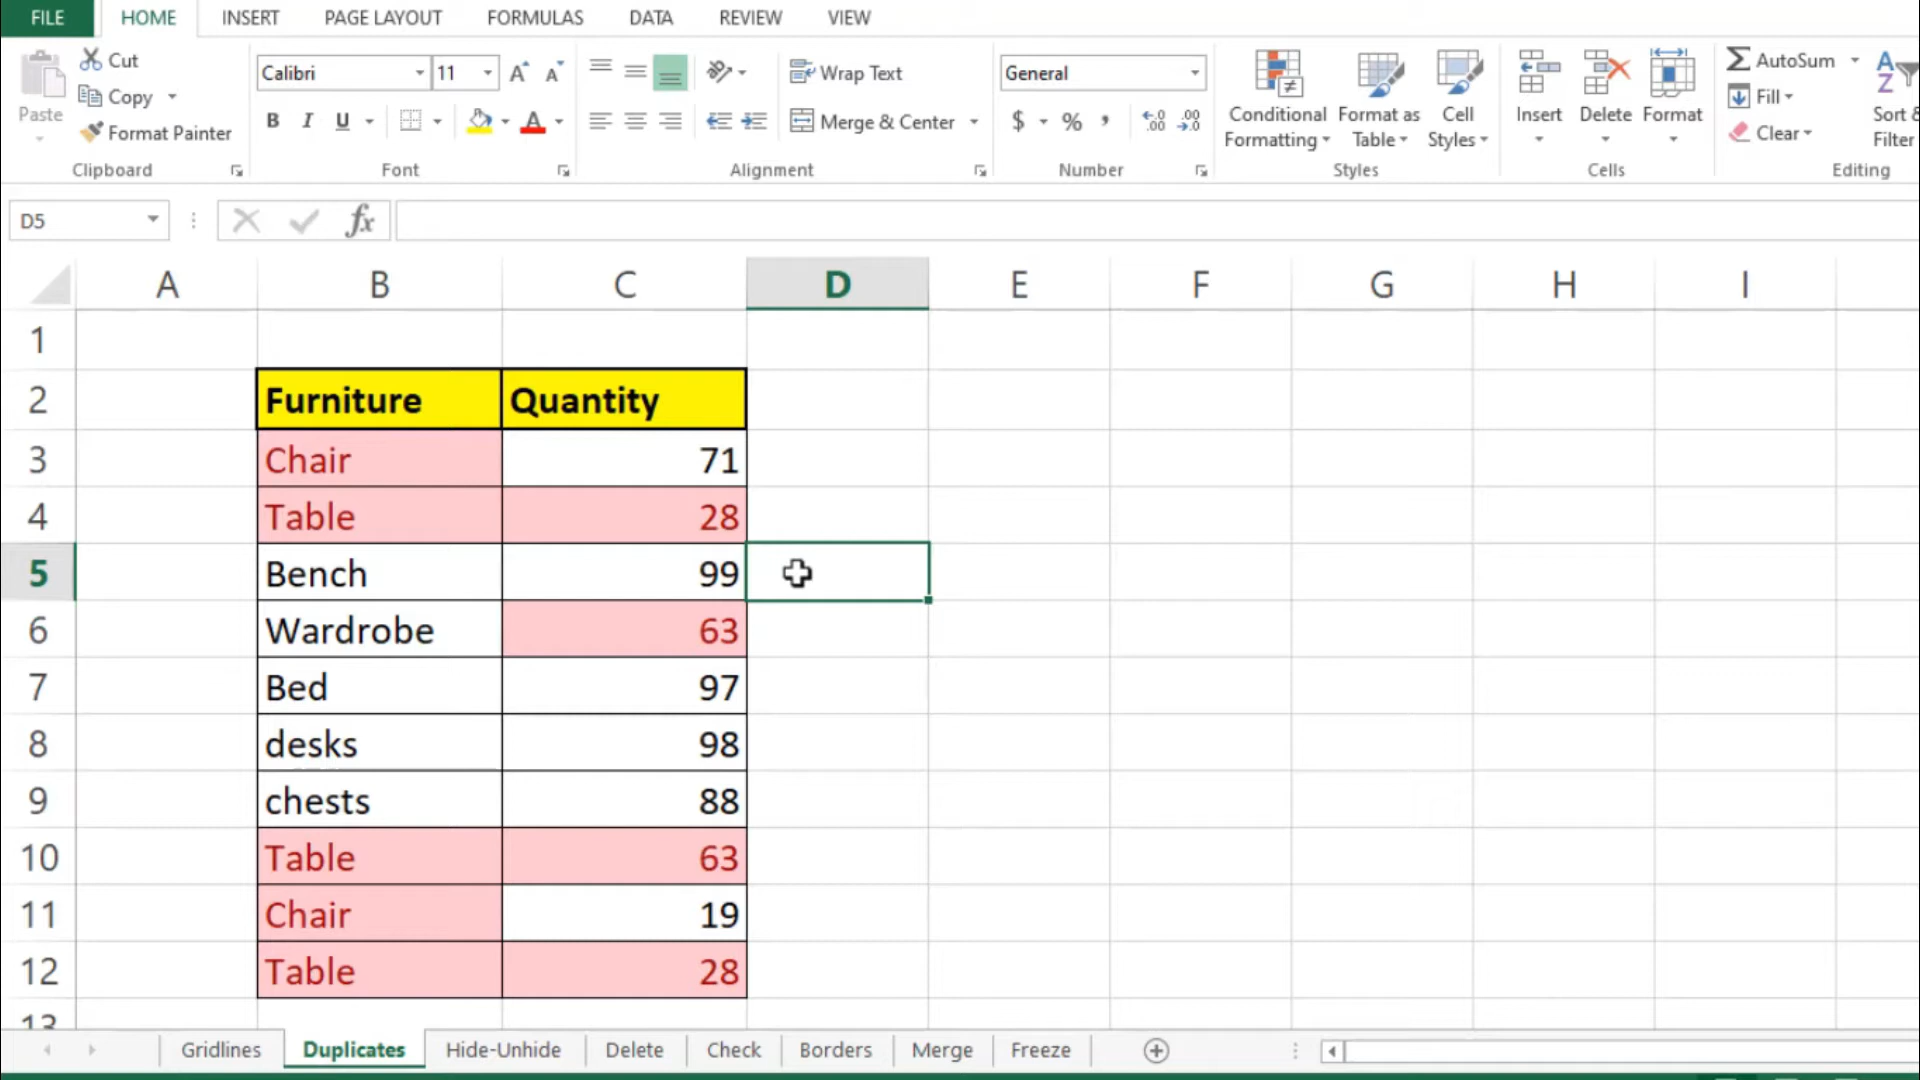 FILE HOME INSERT PAGE LAYOUT FORMULAS DATA REVIEW VIEW
Cut
Copy
Format Painter
Paste
Clipboard
Calibri 11
B I U A
Font
Wrap Text
Merge & Center
Alignment
General
$ % , .00 .00
Number
Conditional Formatting
Format as Table
Cell Styles
Styles
Insert Delete Format
Cells
AutoSum
Fill
Clear
Sort &
Filter
Editing
D5 fx
A B C D E F G H I
1
2 Furniture Quantity
3 Chair 71
4 Table 28
5 Bench 99
6 Wardrobe 63
7 Bed 97
8 desks 98
9 chests 88
10 Table 63
11 Chair 19
12 Table 28
13
Gridlines Duplicates Hide-Unhide Delete Check Borders Merge Freeze